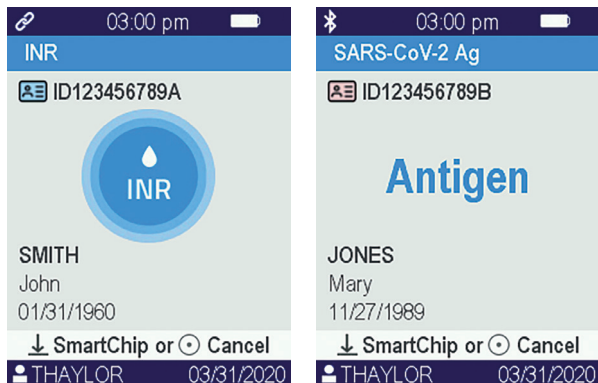 03:00 pm
INR
ID123456789A
INR
SMITH
John
01/31/1960
SmartChip or Cancel
THAYLOR 03/31/2020
03:00 pm
SARS-CoV-2 Ag
ID123456789B
Antigen
JONES
Mary
11/27/1989
SmartChip or Cancel
THAYLOR 03/31/2020